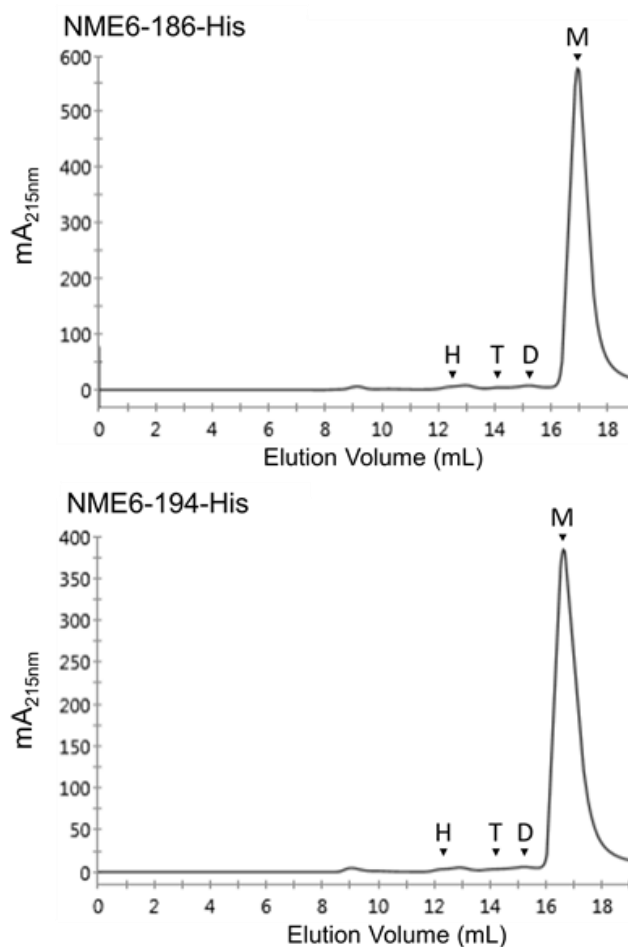 NME6-186-His
M
600
500
400
300
200
100
0
mA215nm
H T D
0 2 4 6 8 10 12 14 16 18
Elution Volume (mL)
NME6-194-His
M
400
350
300
250
200
150
100
50
0
mA215nm
H T D
0 2 4 6 8 10 12 14 16 18
Elution Volume (mL)